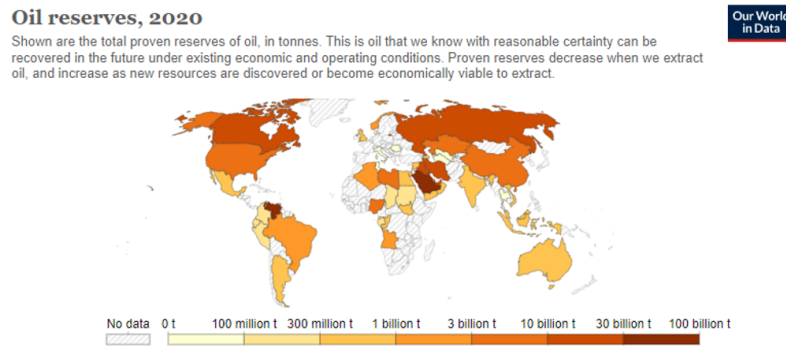 Oil reserves, 2020
Our World
in Data
Shown are the total proven reserves of oil, in tonnes. This is oil that we know with reasonable certainty can be
recovered in the future under existing economic and operating conditions. Proven reserves decrease when we extract
oil, and increase as new resources are discovered or become economically viable to extract.
No data 0 t 100 million t 300 million t 1 billion t 3 billion t 10 billion t 30 billion t 100 billion t